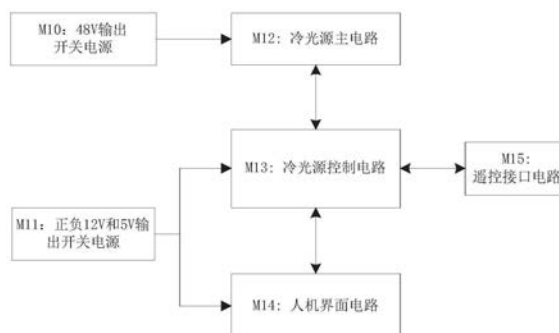 M10：48V输出
开关电源
M12: 冷光源主电路
M13: 冷光源控制电路
M15:
遥控接口电路
M11：正负12V和5V输
出开关电源
M14: 人机界面电路